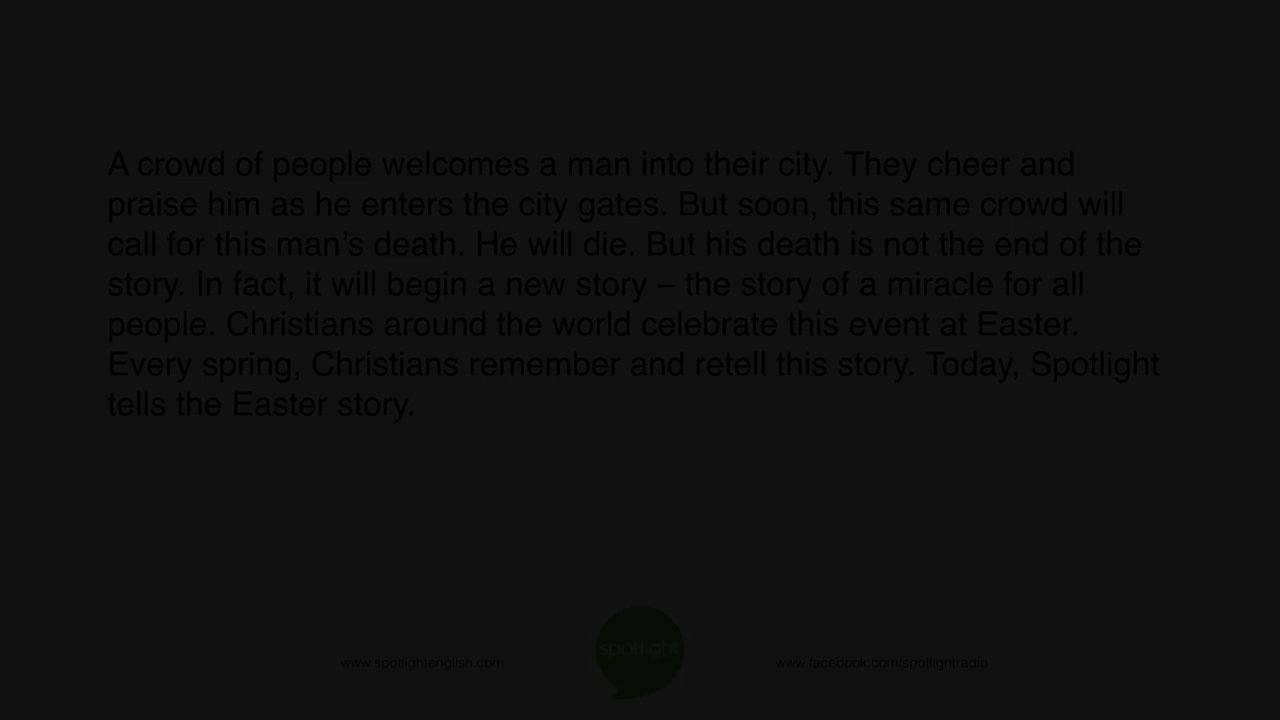 A crowd of people welcomes a man into their city. They cheer and
praise him as he enters the city gates. But soon, this same crowd will
call for this man’s death. He will die. But his death is not the end of the
story. In fact, it will begin a new story – the story of a miracle for all
people. Christians around the world celebrate this event at Easter.
Every spring, Christians remember and retell this story. Today, Spotlight
tells the Easter story.
spotlight
www.spotlightenglish.com
www.facebook.com/spotlightradio